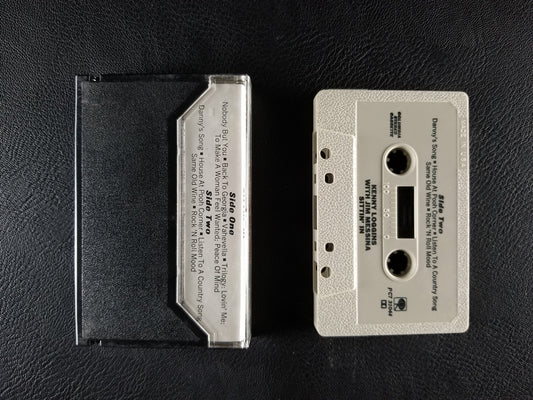 Side One
Nobody But You • Back To Georgia • Vahevella • Trilogy: Lovin' Me;
To Make A Woman Feel Wanted; Peace Of Mind
Side Two
Danny's Song • House At Pooh Corner • Listen To A Country Song
Same Old Wine • Rock 'N Roll Mood
Side Two
Danny's Song • House At Pooh Corner • Listen To A Country Song
Same Old Wine • Rock 'N Roll Mood
100 50 0
KENNY LOGGINS
WITH JIM MESSINA
SITTIN' IN